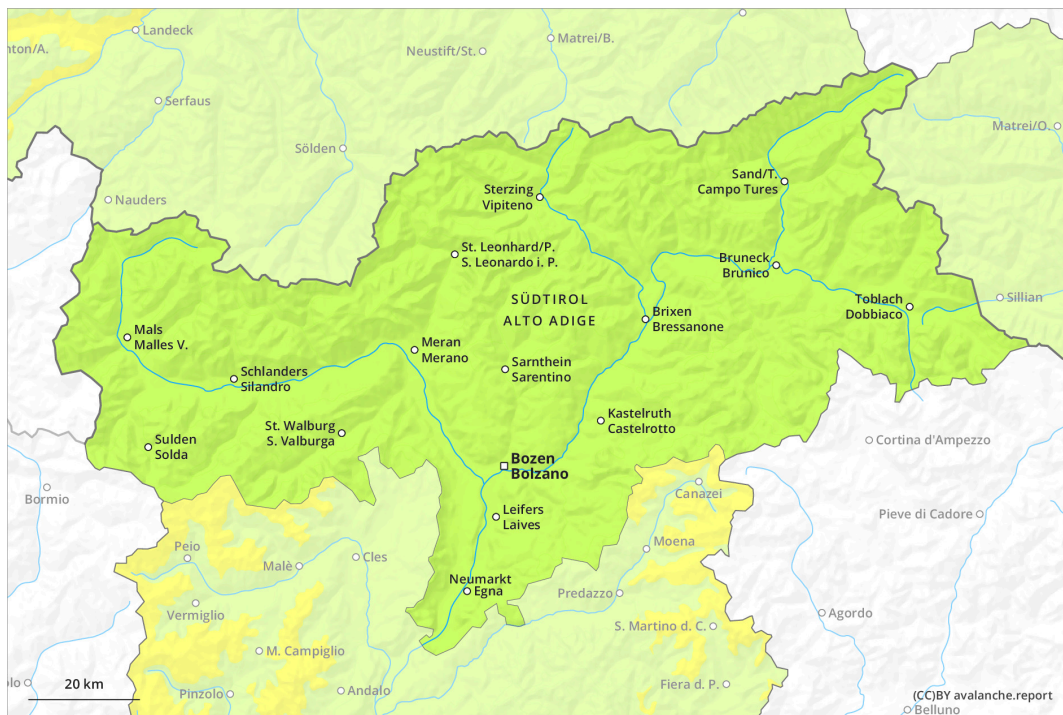 Landeck
nton/A.
Neustift/St.
Matrei/B.
Serfaus
Matrei/O.
Sölden
Sand/T.
Campo Tures
Sterzing
Vipiteno
Nauders
St. Leonhard/P.
S. Leonardo i. P.
Bruneck
Brunico
SÜDTIROL
ALTO ADIGE
Toblach
Dobbiaco
Sillian
Brixen
Bressanone
Mals
Malles V.
Meran
Merano
Schlanders
Silandro
Sarnthein
Sarentino
Kastelruth
Castelrotto
St. Walburg
S. Valburga
Sulden
Solda
Cortina d'Ampezzo
Bozen
Bolzano
Bormio
Canazei
Leifers
Laives
Pieve di Cadore
Moena
Peio
Cles
Malè
Neumarkt
Egna
Predazzo
Vermiglio
Agordo
S. Martino d. C.
M. Campiglio
Fiera d. P.
20 km
Pinzolo
Andalo
lo
(CC)BY avalanche.report
Belluno